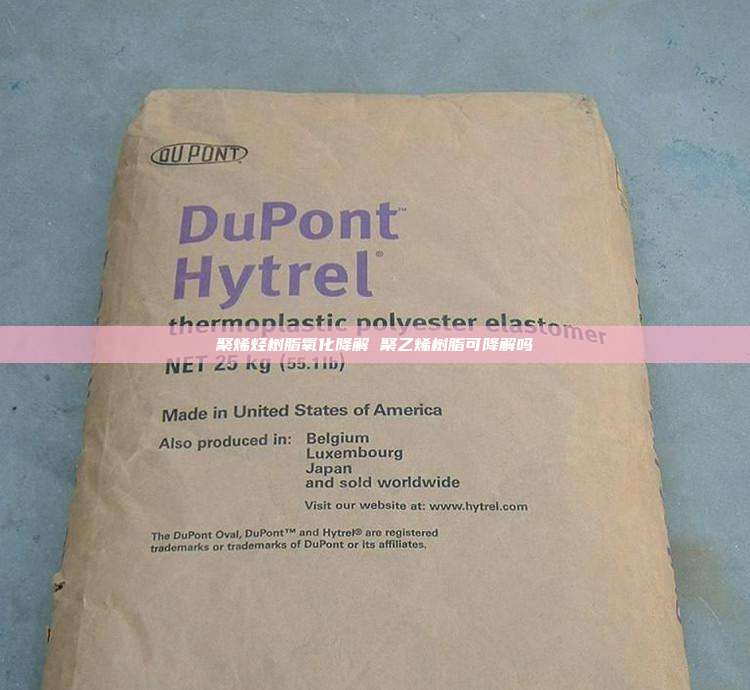 DU PONT
DuPont™
Hytrel®
thermoplastic polyester elastomer
聚烯烃树脂氧化降解 聚乙烯树脂可降解吗
NET 25 kg (55.1lb)
Made in United States of America
Also produced in: Belgium
Luxembourg
Japan
and sold worldwide
Visit our website at: www.hytrel.com
The DuPont Oval, DuPont™ and Hytrel® are registered
trademarks or trademarks of DuPont or its affiliates.